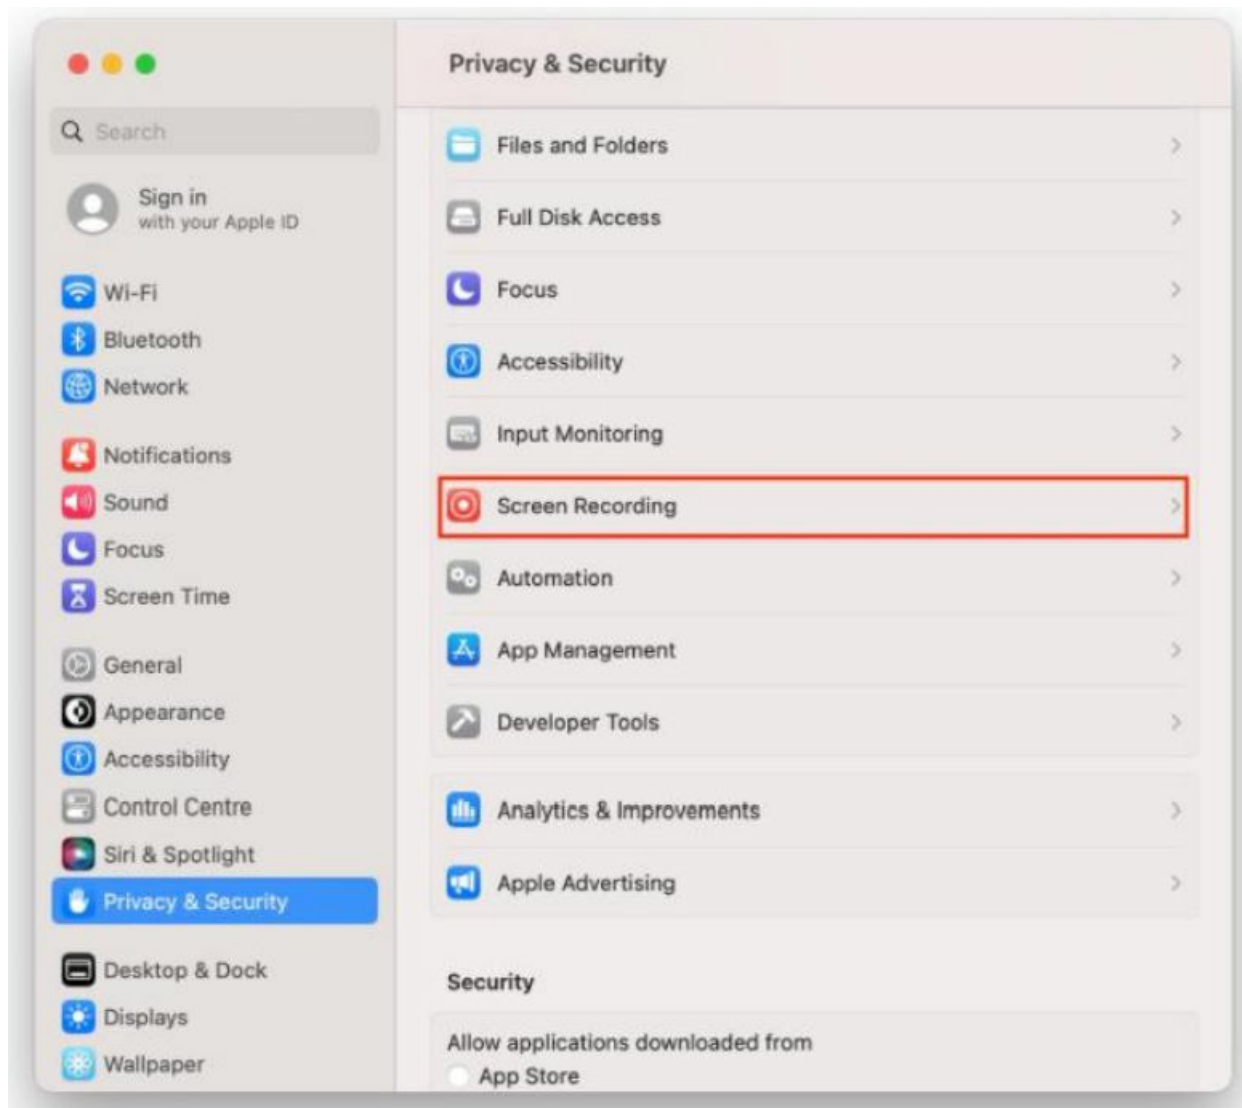 Privacy & Security
Search
Sign in
with your Apple ID
Wi-Fi
Bluetooth
Network
Notifications
Sound
Focus
Screen Time
General
Appearance
Accessibility
Control Centre
Siri & Spotlight
Privacy & Security
Desktop & Dock
Displays
Wallpaper
Files and Folders
Full Disk Access
Focus
Accessibility
Input Monitoring
Screen Recording
Automation
App Management
Developer Tools
Analytics & Improvements
Apple Advertising
Security
Allow applications downloaded from
App Store